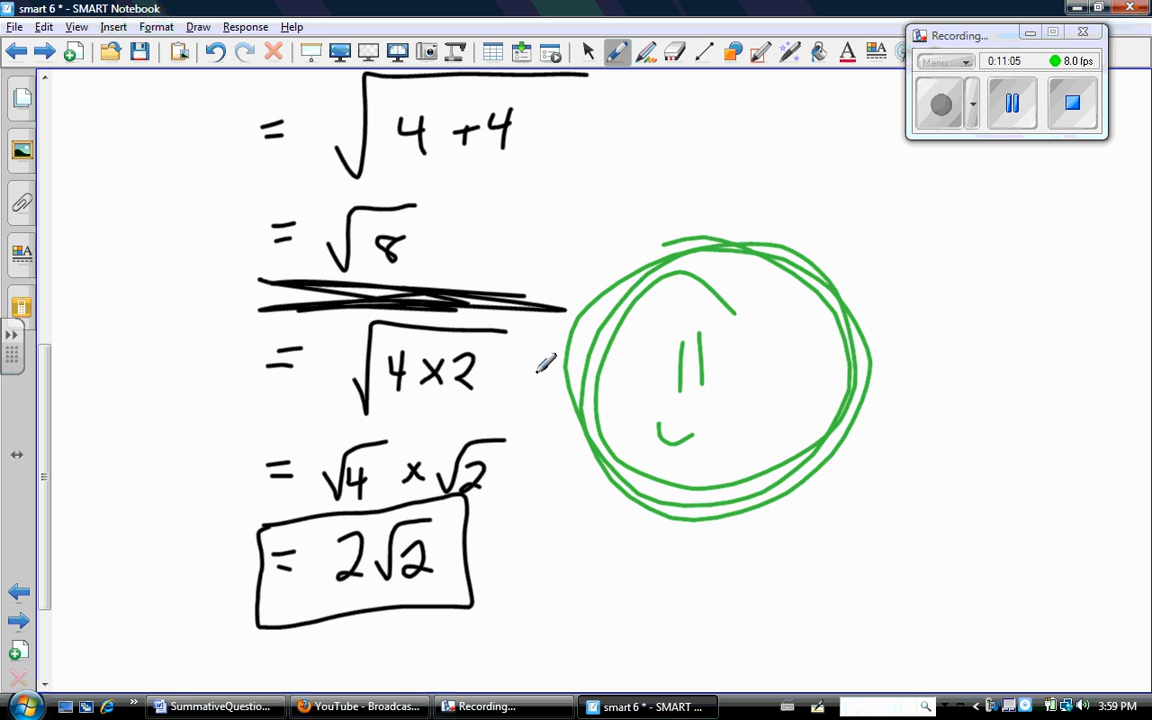 smart 6 * - SMART Notebook
File Edit View Insert Format Draw Response Help
Recording...
Menu 0:11:05 8.0 fps
= √4 + 4
= √8
= √4 × 2
= √4 × √2
= 2√2
SummativeQuestio... YouTube - Broadcas... Recording... smart 6 * - SMART ... 3:59 PM